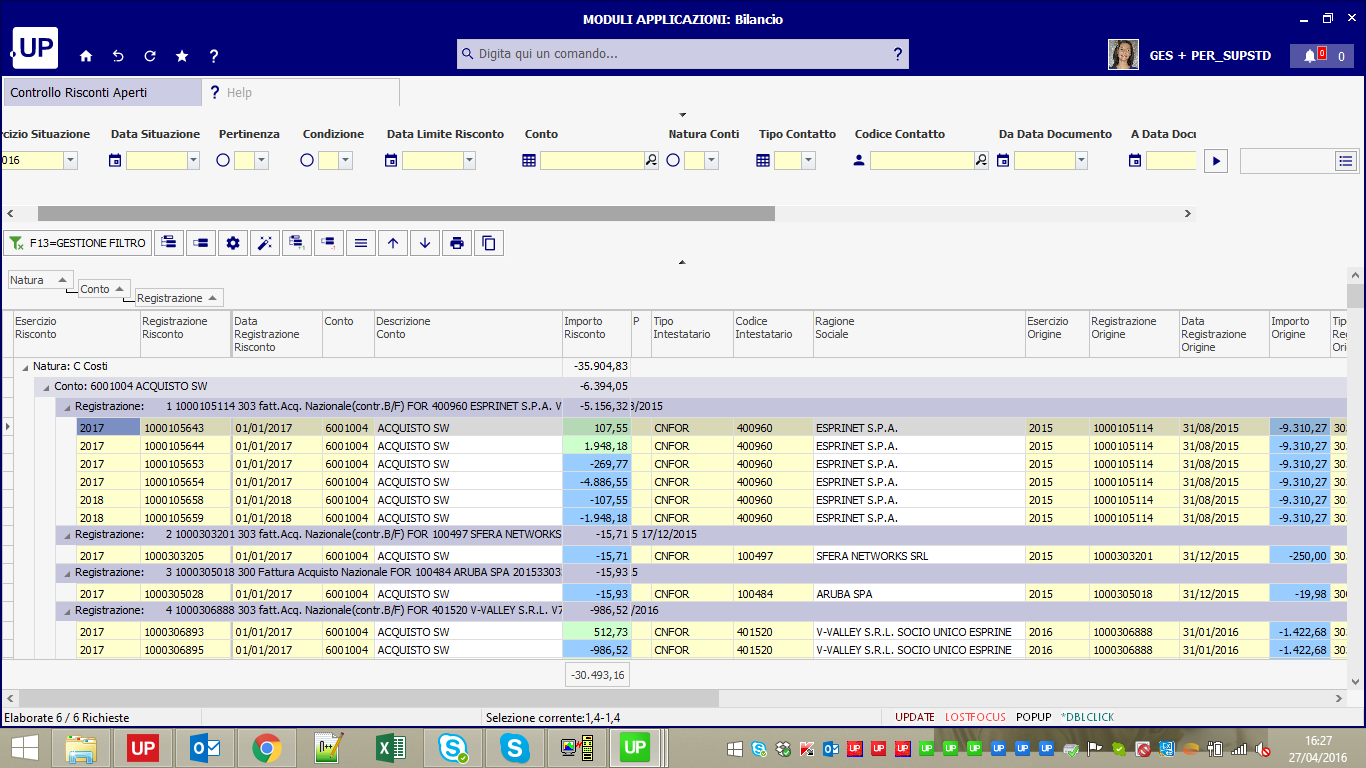 MODULI APPLICAZIONI: Bilancio
UP
?
Digita qui un comando...
?
GES + PER_SUPSTD
0
0
Controllo Risconti Aperti
? Help
rcizio Situazione Data Situazione Pertinenza Condizione Data Limite Risconto Conto Natura Conti Tipo Contatto Codice Contatto Da Data Documento A Data Docu
016
F13=GESTIONE FILTRO
Natura
Conto
Registrazione
Esercizio Risconto Registrazione Risconto Data Registrazione Risconto Conto Descrizione Conto Importo Risconto P Tipo Intestatario Codice Intestatario Ragione Sociale Esercizio Origine Registrazione Origine Data Registrazione Origine Importo Origine Tipo Reg Orig
Natura: C Costi -35.904,83
Conto: 6001004 ACQUISTO SW -6.394,05
Registrazione: 1 1000105114 303 fatt.Acq. Nazionale(contr.B/F) FOR 400960 ESPRINET S.P.A. V -5.156,32 3/2015
2017 1000105643 01/01/2017 6001004 ACQUISTO SW 107,55 CNFOR 400960 ESPRINET S.P.A. 2015 1000105114 31/08/2015 -9.310,27 303
2017 1000105644 01/01/2017 6001004 ACQUISTO SW 1.948,18 CNFOR 400960 ESPRINET S.P.A. 2015 1000105114 31/08/2015 -9.310,27 303
2017 1000105653 01/01/2017 6001004 ACQUISTO SW -269,77 CNFOR 400960 ESPRINET S.P.A. 2015 1000105114 31/08/2015 -9.310,27 303
2017 1000105654 01/01/2017 6001004 ACQUISTO SW -4.886,55 CNFOR 400960 ESPRINET S.P.A. 2015 1000105114 31/08/2015 -9.310,27 303
2018 1000105658 01/01/2018 6001004 ACQUISTO SW -107,55 CNFOR 400960 ESPRINET S.P.A. 2015 1000105114 31/08/2015 -9.310,27 303
2018 1000105659 01/01/2018 6001004 ACQUISTO SW -1.948,18 CNFOR 400960 ESPRINET S.P.A. 2015 1000105114 31/08/2015 -9.310,27 303
Registrazione: 2 1000303201 303 fatt.Acq. Nazionale(contr.B/F) FOR 100497 SFERA NETWORKS -15,71 5 17/12/2015
2017 1000303205 01/01/2017 6001004 ACQUISTO SW -15,71 CNFOR 100497 SFERA NETWORKS SRL 2015 1000303201 31/12/2015 -250,00 303
Registrazione: 3 1000305018 300 Fattura Acquisto Nazionale FOR 100484 ARUBA SPA 201533033 -15,93 5
2017 1000305028 01/01/2017 6001004 ACQUISTO SW -15,93 CNFOR 100484 ARUBA SPA 2015 1000305018 31/12/2015 -19,98 300
Registrazione: 4 1000306888 303 fatt.Acq. Nazionale(contr.B/F) FOR 401520 V-VALLEY S.R.L. V7 -986,52 /2016
2017 1000306893 01/01/2017 6001004 ACQUISTO SW 512,73 CNFOR 401520 V-VALLEY S.R.L. SOCIO UNICO ESPRINE 2016 1000306888 31/01/2016 -1.422,68 303
2017 1000306895 01/01/2017 6001004 ACQUISTO SW -986,52 CNFOR 401520 V-VALLEY S.R.L. SOCIO UNICO ESPRINE 2016 1000306888 31/01/2016 -1.422,68 303
-30.493,16
Elaborate 6 / 6 Richieste Selezione corrente:1,4-1,4 UPDATE LOSTFOCUS POPUP *DBLCLICK
UP UP
16:27
27/04/2016